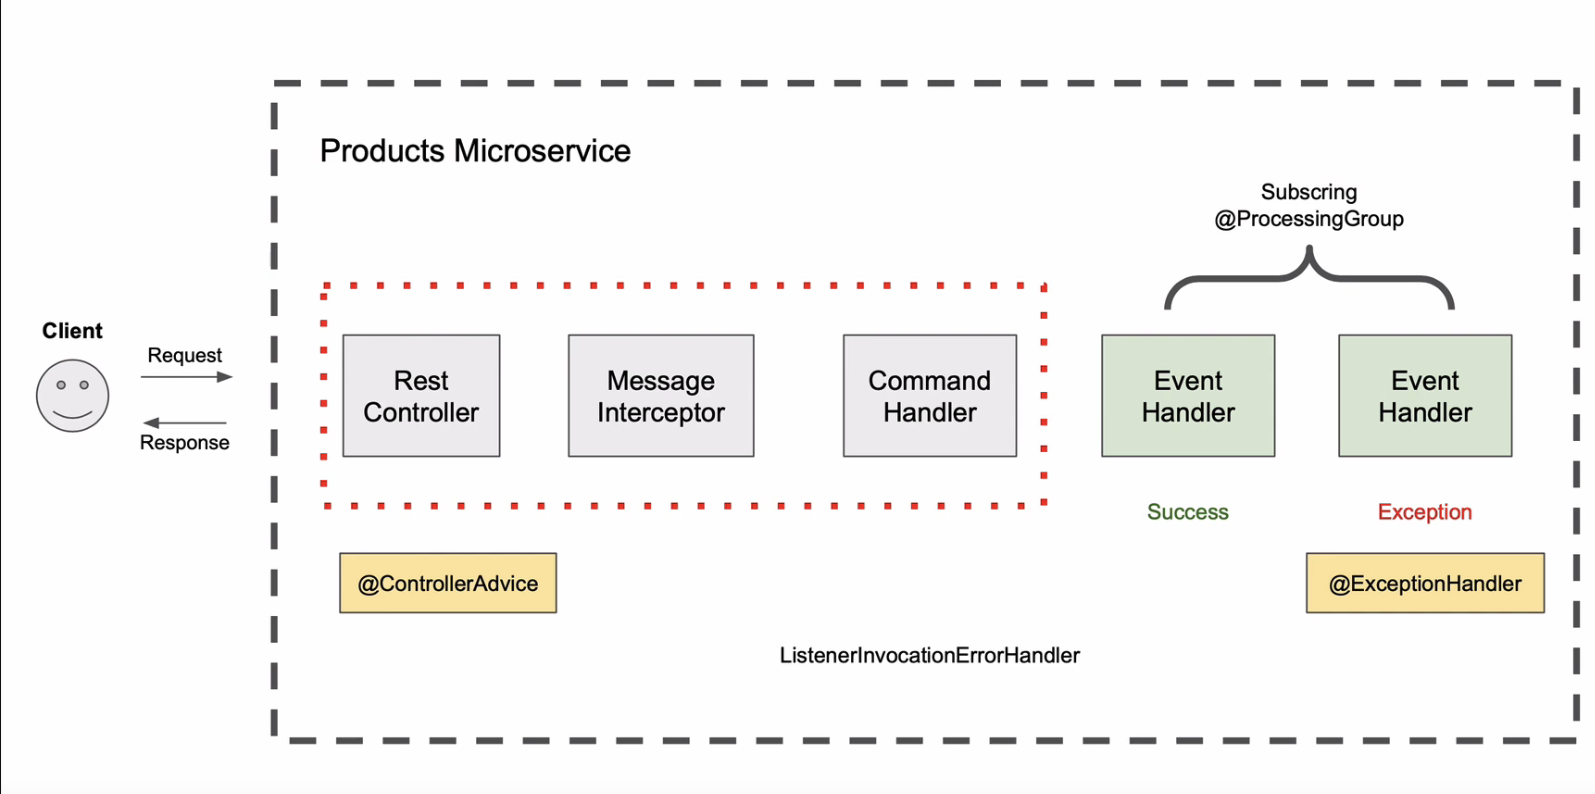 Products Microservice
Subscring
@ProcessingGroup
Client
Request
Response
Rest
Controller
Message
Interceptor
Command
Handler
Event
Handler
Event
Handler
Success
Exception
@ControllerAdvice
@ExceptionHandler
ListenerInvocationErrorHandler